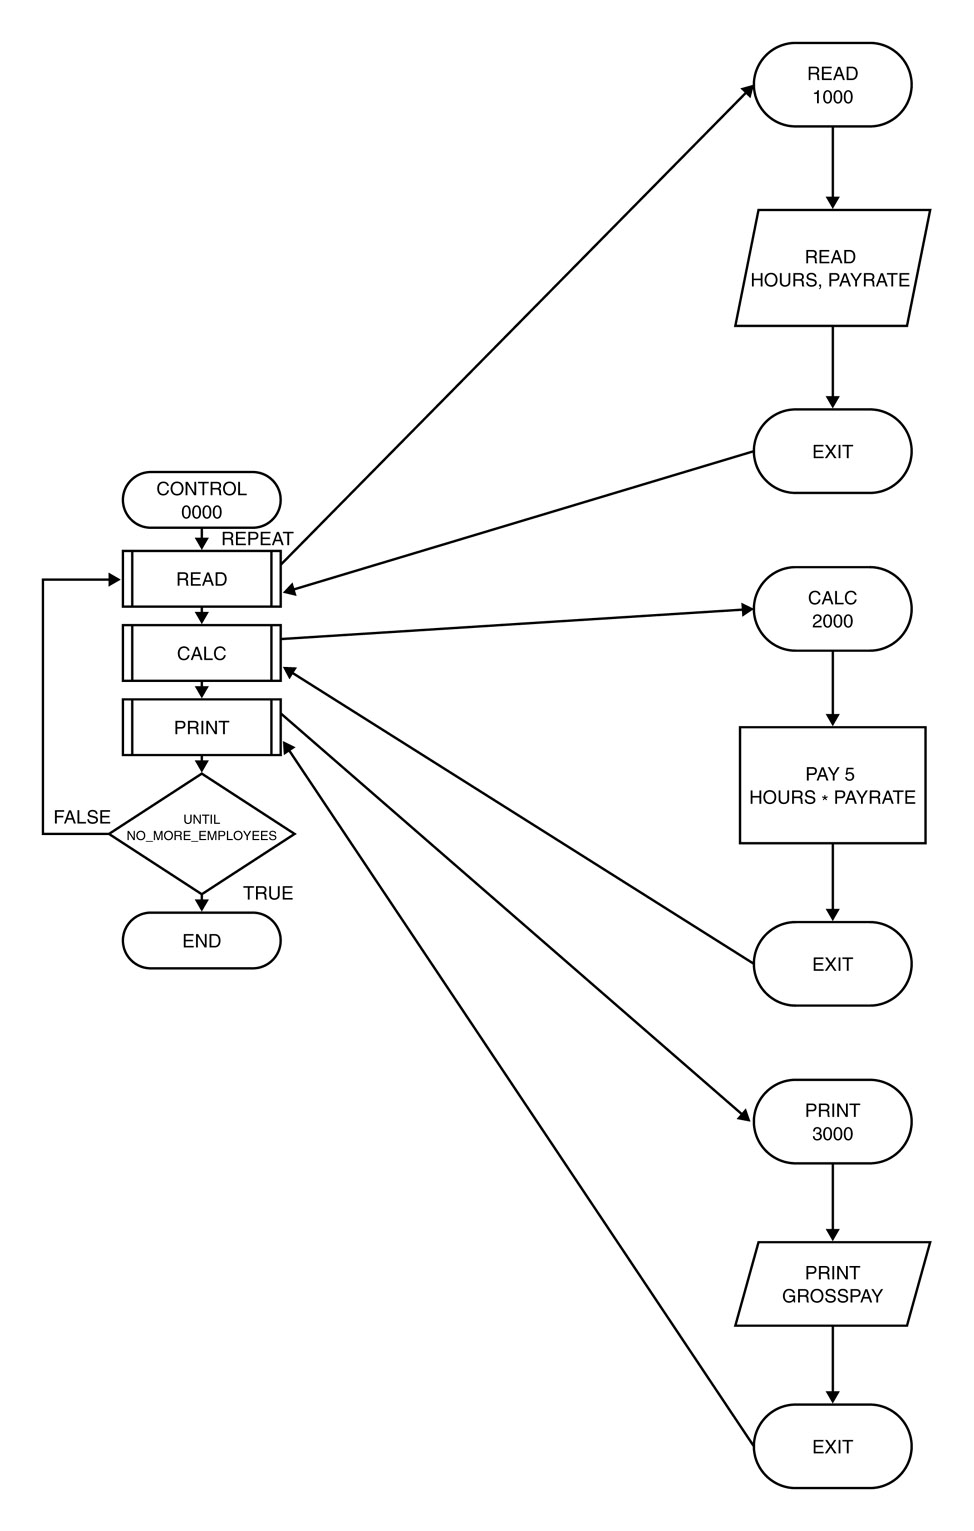 CONTROL
0000
REPEAT
READ
CALC
PRINT
UNTIL
NO_MORE_EMPLOYEES
FALSE
TRUE
END
READ
1000
READ
HOURS, PAYRATE
EXIT
CALC
2000
PAY 5
HOURS * PAYRATE
EXIT
PRINT
3000
PRINT
GROSSPAY
EXIT